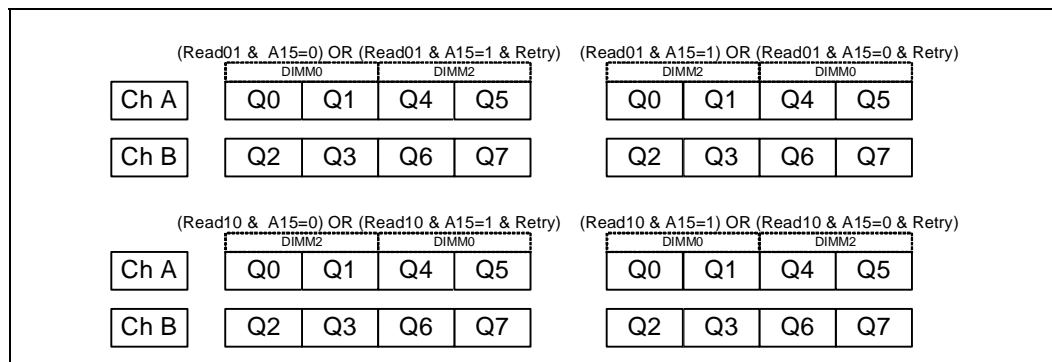 (Read01 & A15=0) OR (Read01 & A15=1 & Retry) (Read01 & A15=1) OR (Read01 & A15=0 & Retry)
DIMM0 DIMM2 DIMM2 DIMM0
Ch A Q0 Q1 Q4 Q5 Q0 Q1 Q4 Q5
Ch B Q2 Q3 Q6 Q7 Q2 Q3 Q6 Q7
(Read10 & A15=0) OR (Read10 & A15=1 & Retry) (Read10 & A15=1) OR (Read10 & A15=0 & Retry)
DIMM2 DIMM0 DIMM0 DIMM2
Ch A Q0 Q1 Q4 Q5 Q0 Q1 Q4 Q5
Ch B Q2 Q3 Q6 Q7 Q2 Q3 Q6 Q7